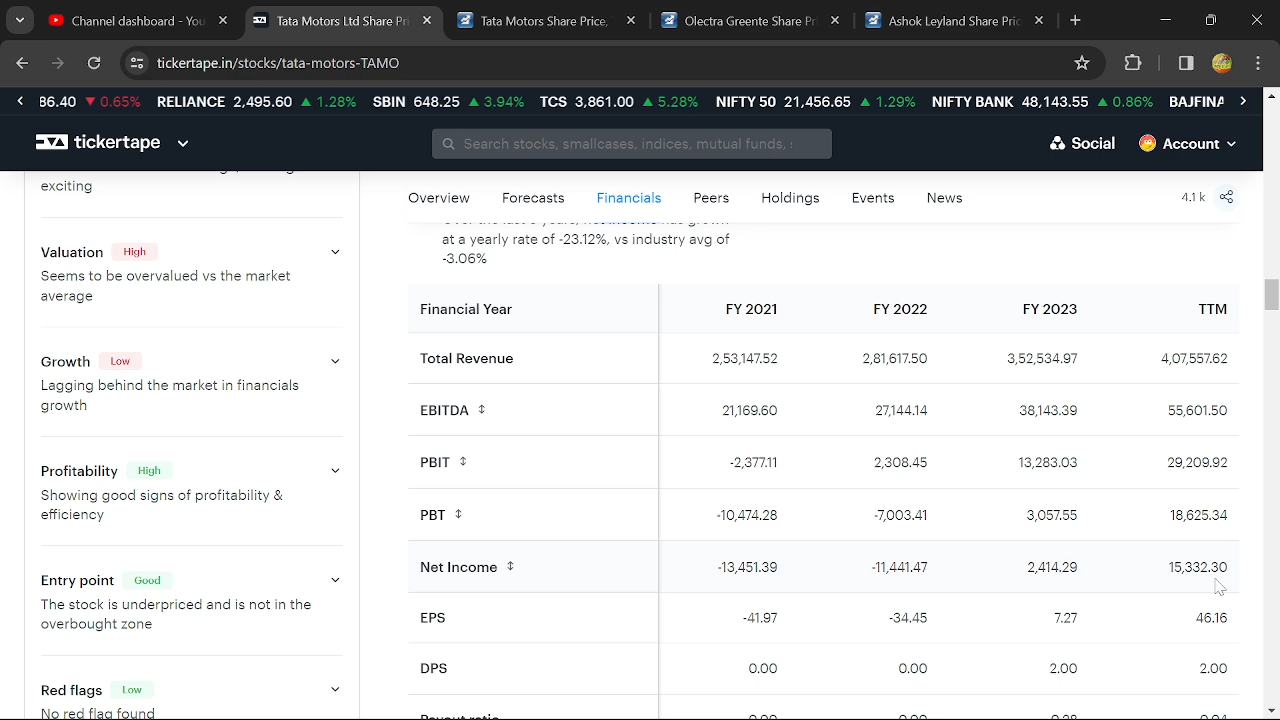 Channel dashboard - You
Tata Motors Ltd Share Pri
Tata Motors Share Price,
Olectra Greente Share Pri
Ashok Leyland Share Pric
tickertape.in/stocks/tata-motors-TAMO
86.40 ▼ 0.65% RELIANCE 2,495.60 ▲ 1.28% SBIN 648.25 ▲ 3.94% TCS 3,861.00 ▲ 5.28% NIFTY 50 21,456.65 ▲ 1.29% NIFTY BANK 48,143.55 ▲ 0.86% BAJFINA
tickertape
Search stocks, smallcases, indices, mutual funds,
Social
Account
exciting
Valuation High
Seems to be overvalued vs the market
average
Growth Low
Lagging behind the market in financials
growth
Profitability High
Showing good signs of profitability &
efficiency
Entry point Good
The stock is underpriced and is not in the
overbought zone
Red flags Low
No red flag found
Overview Forecasts Financials Peers Holdings Events News 4.1 k
at a yearly rate of -23.12%, vs industry avg of
-3.06%
Financial Year FY 2021 FY 2022 FY 2023 TTM
Total Revenue 2,53,147.52 2,81,617.50 3,52,534.97 4,07,557.62
EBITDA 21,169.60 27,144.14 38,143.39 55,601.50
PBIT -2,377.11 2,308.45 13,283.03 29,209.92
PBT -10,474.28 -7,003.41 3,057.55 18,625.34
Net Income -13,451.39 -11,441.47 2,414.29 15,332.30
EPS -41.97 -34.45 7.27 46.16
DPS 0.00 0.00 2.00 2.00
Payout ratio 0.00 0.00 0.28 0.04